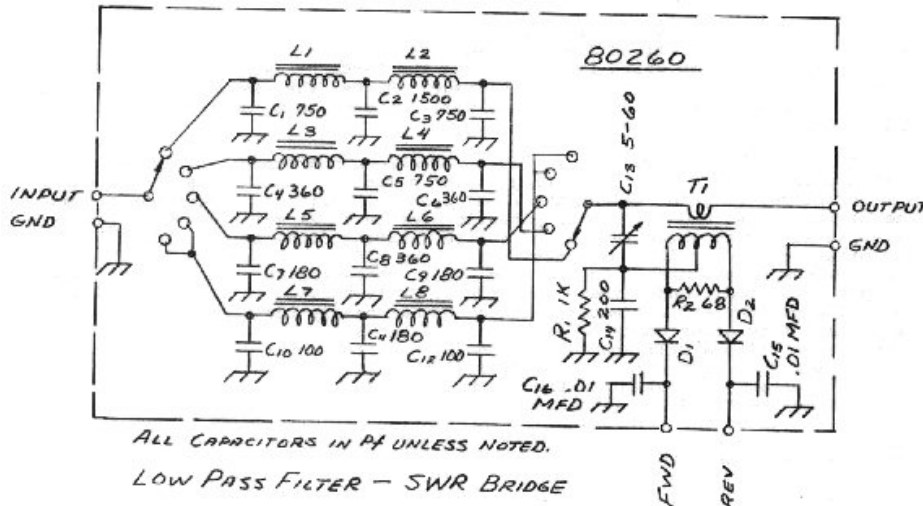 L1
L2
80260
C1 750
C2 1500
C3 750
L3
L4
C13 5-60
C4 360
C5 750
C6 360
T1
INPUT
OUTPUT
GND
GND
L5
L6
C7 180
C8 360
C9 180
L7
L8
R1 1K
C14 200
R2 68
D1
D2
C15 .01 MFD
C10 100
C11 180
C12 100
C16 .01
MFD
ALL CAPACITORS IN Pf UNLESS NOTED.
LOW PASS FILTER - SWR BRIDGE
FWD
REV